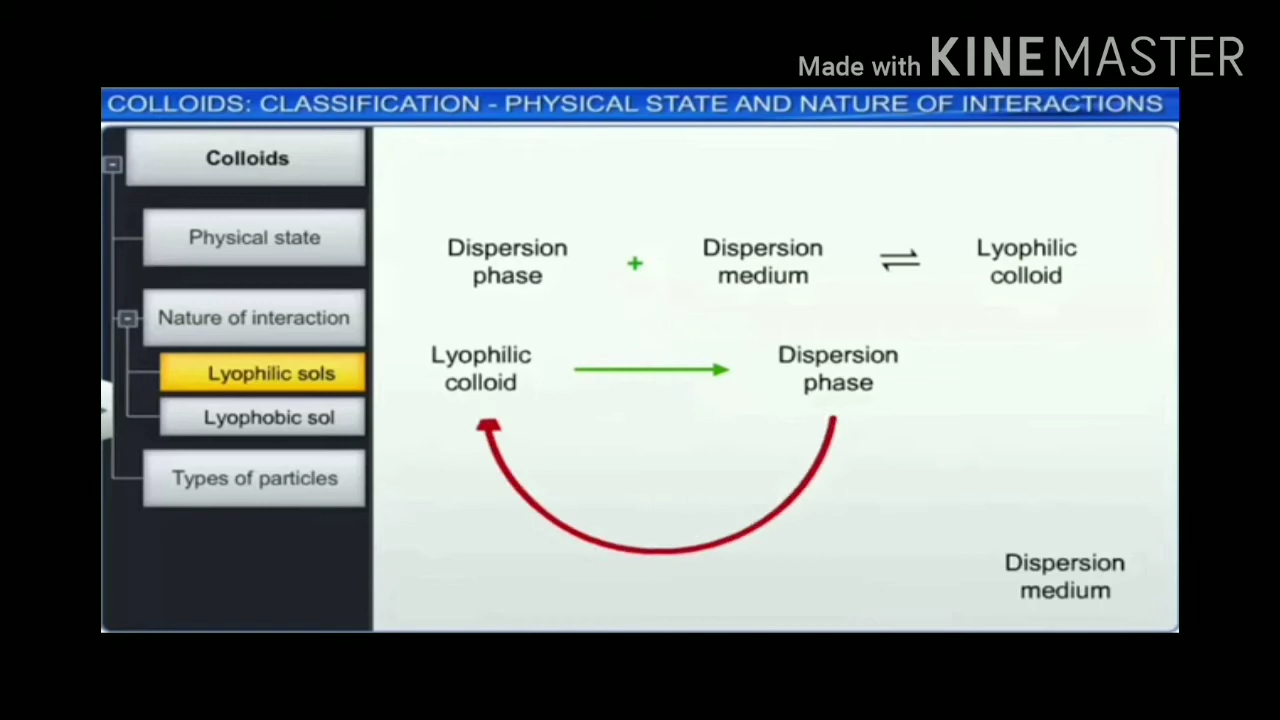 Made with KINEMASTER
COLLOIDS: CLASSIFICATION - PHYSICAL STATE AND NATURE OF INTERACTIONS
Colloids
Physical state
Nature of interaction
Lyophilic sols
Lyophobic sol
Types of particles
Dispersion
phase
+
Dispersion
medium
⇌
Lyophilic
colloid
Lyophilic
colloid
Dispersion
phase
Dispersion
medium